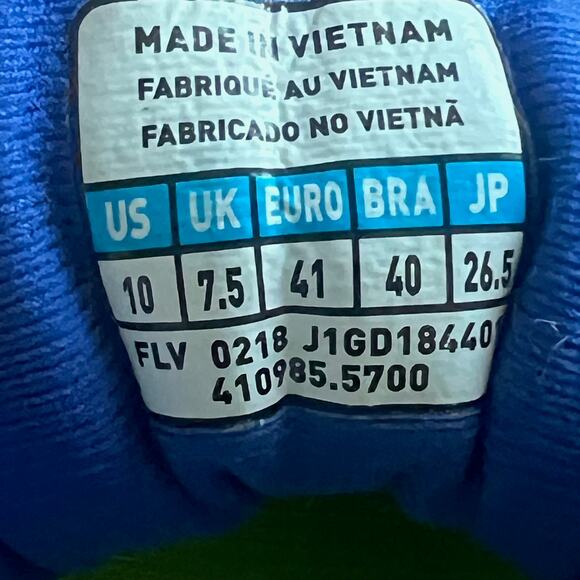 MADE IN VIETNAM
FABRIQUÉ AU VIETNAM
FABRICADO NO VIETNÃ
US UK EURO BRA JP
10 7.5 41 40 26.5
FLV 0218 J1GD184401
410985.5700